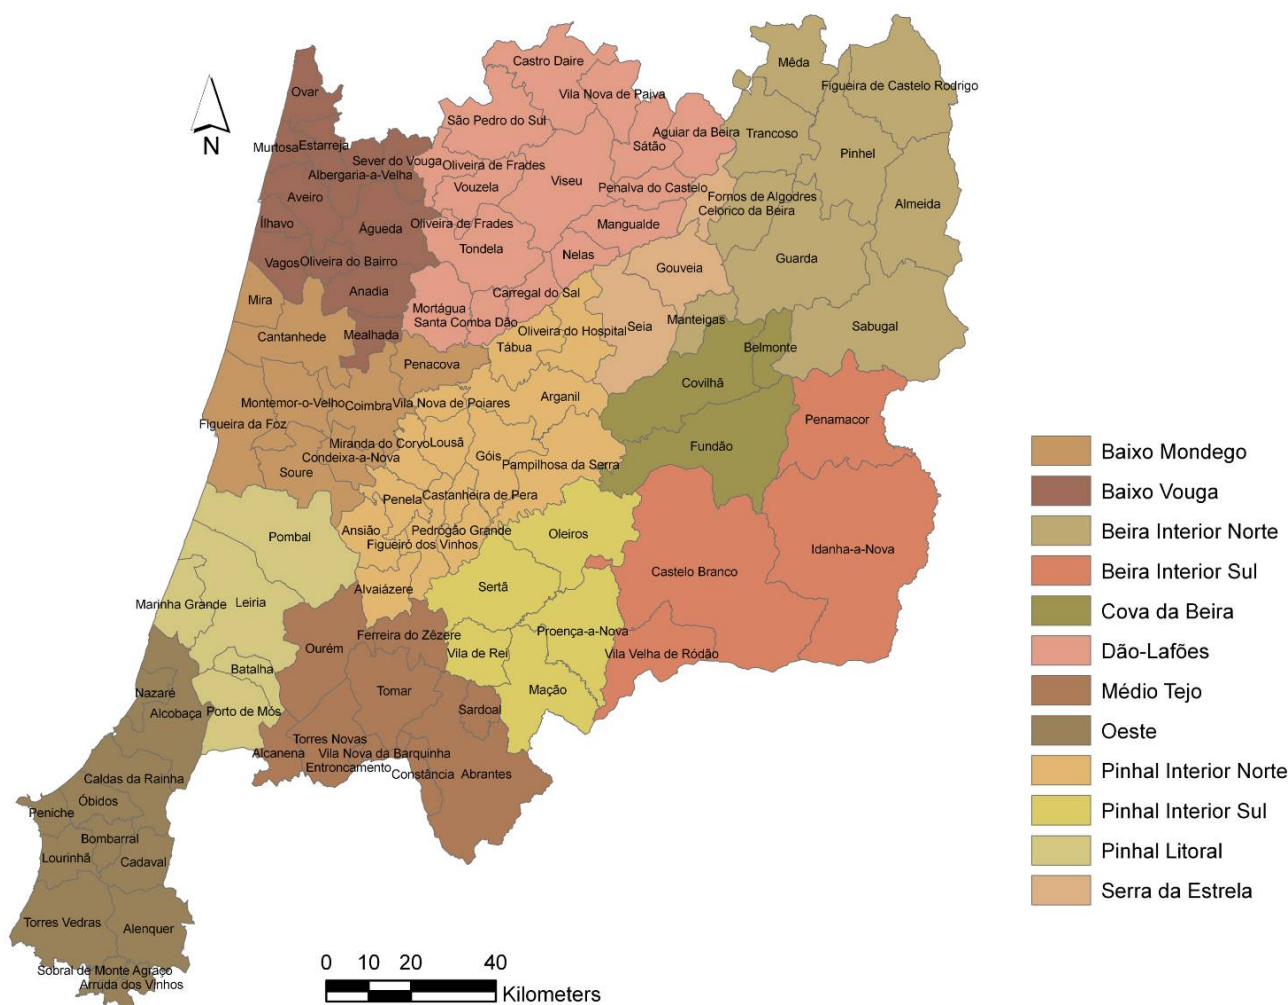 Castro Daire
Mêda
Figueira de Castelo Rodrigo
Ovar
Vila Nova de Paiva
São Pedro do Sul
Aguiar da Beira
Trancoso
N
Murtosa
Estarreja
Sátão
Pinhel
Sever do Vouga
Oliveira de Frades
Albergaria-a-Velha
Viseu
Vouzela
Penalva do Castelo
Aveiro
Fornos de Algodres
Almeida
Celorico da Beira
Ílhavo
Águeda
Oliveira de Frades
Mangualde
Tondela
Nelas
Guarda
Vagos
Oliveira do Bairro
Gouveia
Anadia
Carregal do Sal
Mira
Mortágua
Santa Comba Dão
Seia
Manteigas
Sabugal
Cantanhede
Mealhada
Oliveira do Hospital
Tábua
Belmonte
Penacova
Covilhã
Arganil
Montemor-o-Velho
Coimbra
Vila Nova de Poiares
Penamacor
Figueira da Foz
Miranda do Corvo
Lousã
Fundão
Condeixa-a-Nova
Góis
Soure
Pampilhosa da Serra
Penela
Castanheira de Pera
Ansião
Pedrógão Grande
Pombal
Oleiros
Figueiró dos Vinhos
Idanha-a-Nova
Castelo Branco
Alvaiázere
Sertã
Marinha Grande
Leiria
Ferreira do Zêzere
Proença-a-Nova
Ourém
Vila de Rei
Vila Velha de Ródão
Batalha
Nazaré
Tomar
Mação
Alcobaça
Porto de Mós
Sardoal
Torres Novas
Alcanena
Vila Nova da Barquinha
Entroncamento
Constância
Abrantes
Caldas da Rainha
Óbidos
Peniche
Bombarral
Lourinhã
Cadaval
Torres Vedras
Alenquer
Sobral de Monte Agraço
Arruda dos Vinhos
Baixo Mondego
Baixo Vouga
Beira Interior Norte
Beira Interior Sul
Cova da Beira
Dão-Lafões
Médio Tejo
Oeste
Pinhal Interior Norte
Pinhal Interior Sul
Pinhal Litoral
Serra da Estrela
0 10 20 40
Kilometers